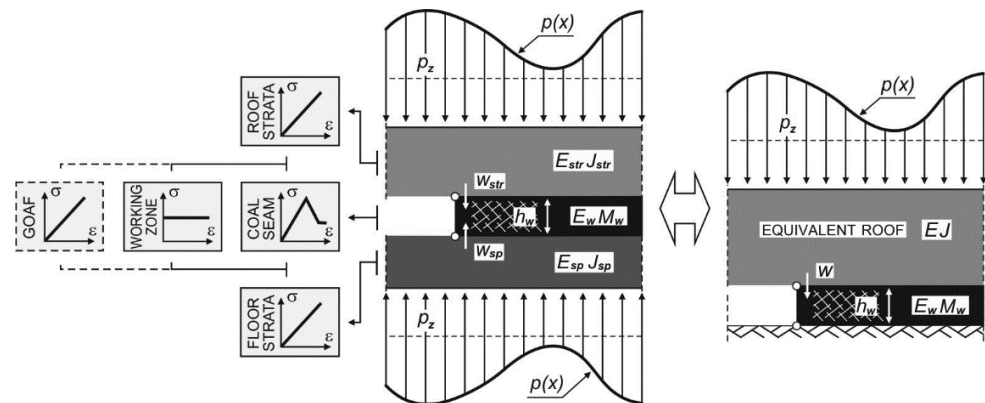 p(x)
p_z
ROOF
STRATA
σ
ε
E_str J_str
GOAF
σ
ε
WORKING
ZONE
σ
ε
COAL
SEAM
σ
ε
w_str
h_w
E_w M_w
w_sp
E_sp J_sp
FLOOR
STRATA
σ
ε
p_z
p(x)
p(x)
p_z
EQUIVALENT ROOF EJ
w
h_w
E_w M_w